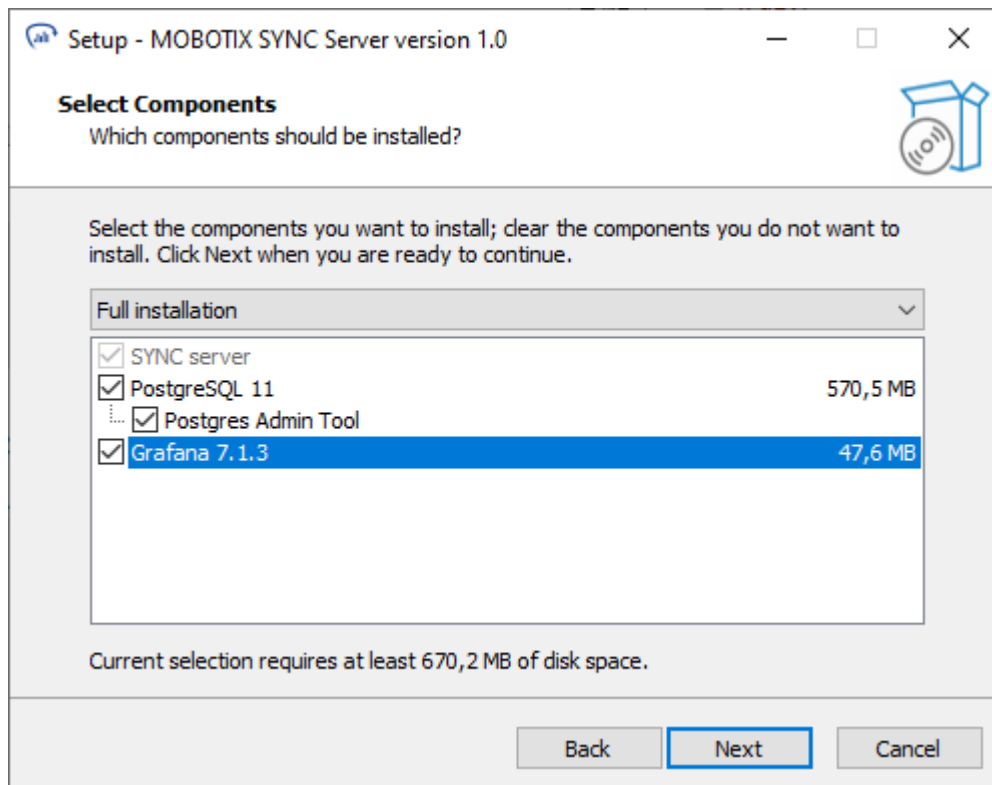 Setup - MOBOTIX SYNC Server version 1.0
Select Components
Which components should be installed?
Select the components you want to install; clear the components you do not want to
install. Click Next when you are ready to continue.
Full installation
SYNC server
PostgreSQL 11 570,5 MB
Postgres Admin Tool
Grafana 7.1.3 47,6 MB
Current selection requires at least 670,2 MB of disk space.
Back Next Cancel